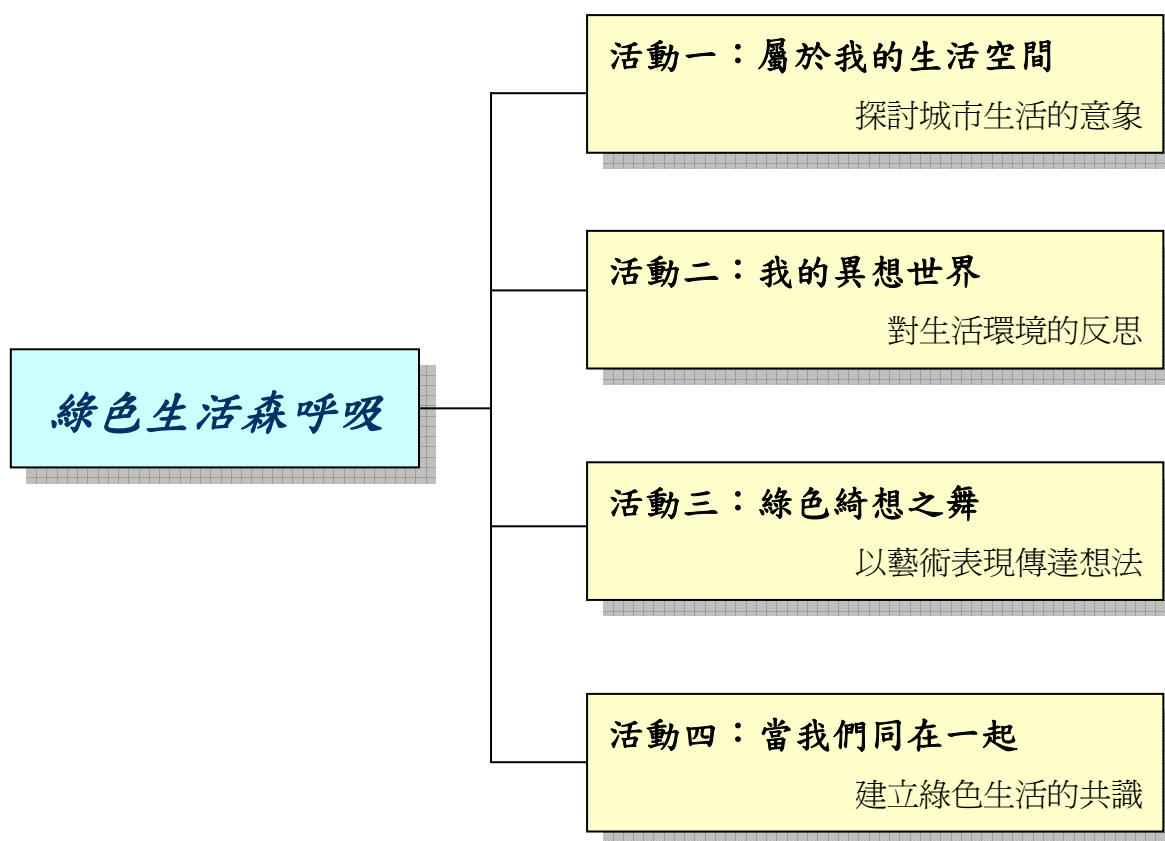 活動一：屬於我的生活空間
探討城市生活的意象
活動二：我的異想世界
對生活環境的反思
綠色生活森呼吸
活動三：綠色綺想之舞
以藝術表現傳達想法
活動四：當我們同在一起
建立綠色生活的共識